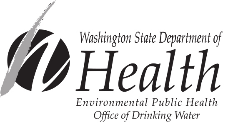 Washington State Department of
Health
Environmental Public Health
Office of Drinking Water